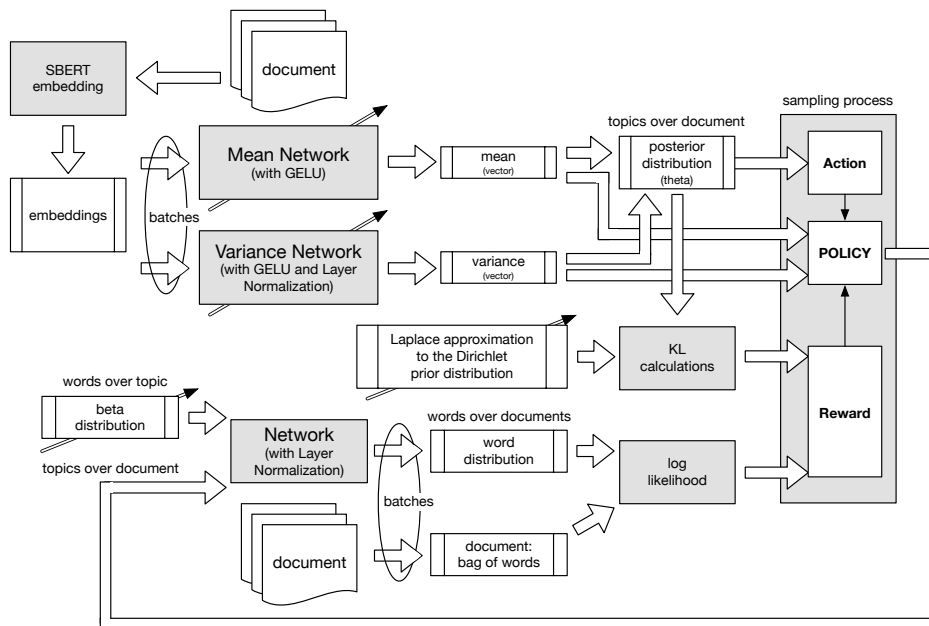 SBERT
embedding
document
sampling process
topics over document
Mean Network
(with GELU)
mean
(vector)
posterior
distribution
(theta)
Action
embeddings
batches
Variance Network
(with GELU and Layer
Normalization)
variance
(vector)
POLICY
Laplace approximation
to the Dirichlet
prior distribution
KL
calculations
words over topic
beta
distribution
words over documents
Reward
Network
(with Layer
Normalization)
word
distribution
topics over document
log
likelihood
batches
document
document:
bag of words